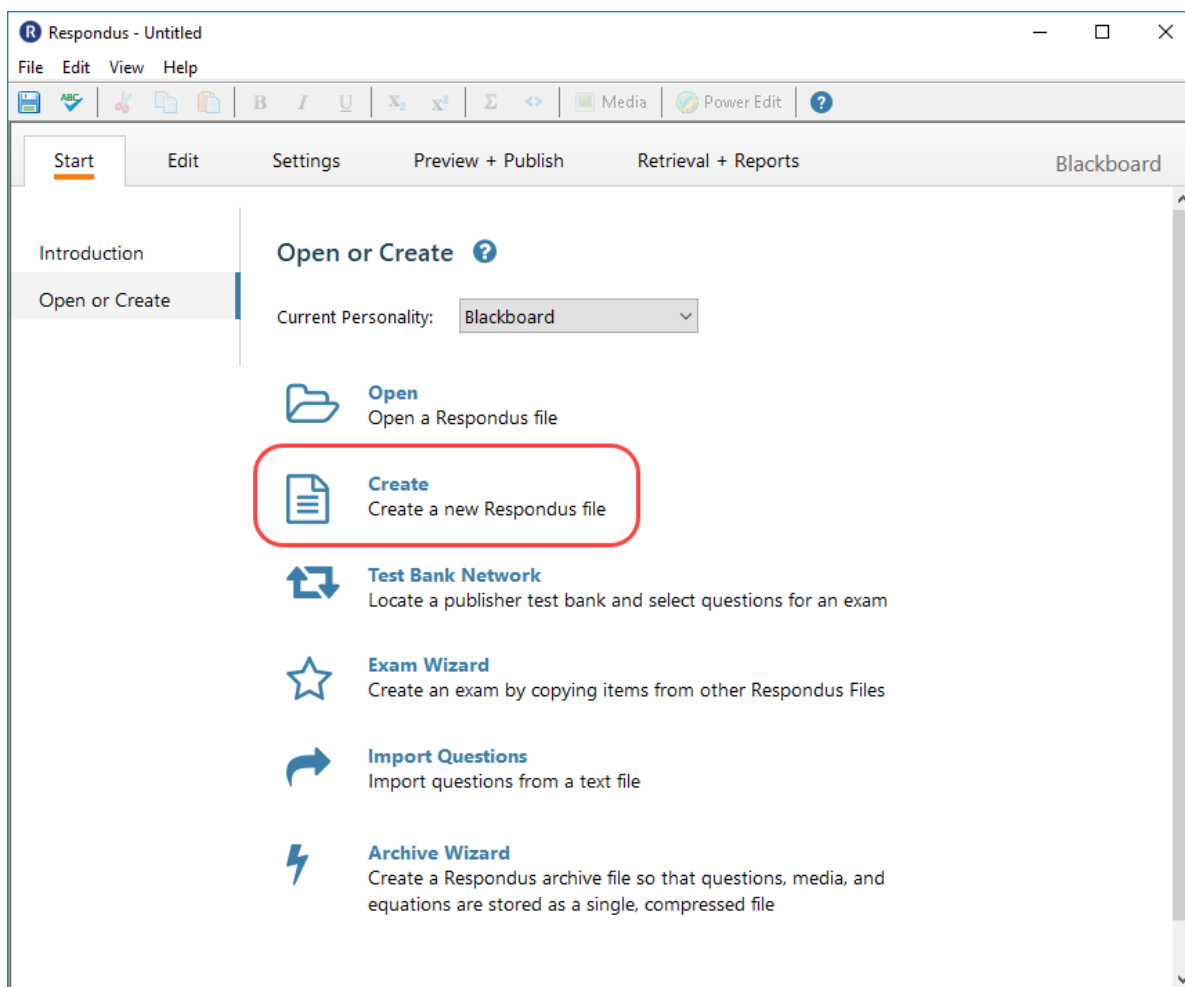 R Respondus - Untitled
File Edit View Help
ABC B I U X₂ x² Σ <> Media Power Edit ?
Start Edit Settings Preview + Publish Retrieval + Reports Blackboard
Introduction
Open or Create
Open or Create ?
Current Personality: Blackboard
Open
Open a Respondus file
Create
Create a new Respondus file
Test Bank Network
Locate a publisher test bank and select questions for an exam
Exam Wizard
Create an exam by copying items from other Respondus Files
Import Questions
Import questions from a text file
Archive Wizard
Create a Respondus archive file so that questions, media, and
equations are stored as a single, compressed file